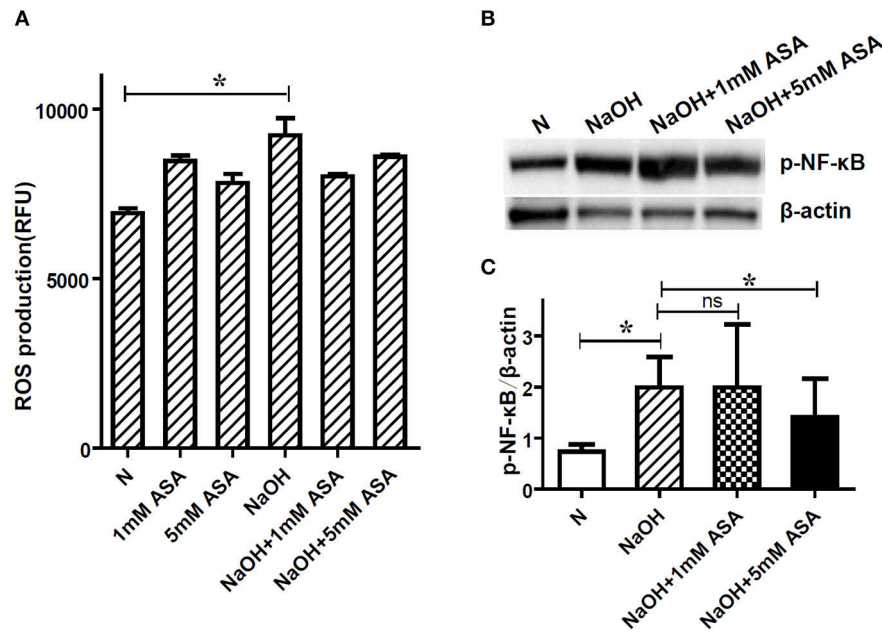 A
ROS production(RFU)
10000
5000
0
*
N
1mM ASA
5mM ASA
NaOH
NaOH+1mM ASA
NaOH+5mM ASA
B
N
NaOH
NaOH+1mM ASA
NaOH+5mM ASA
p-NF-κB
β-actin
C
p-NF-κB/β-actin
3
2
1
0
*
ns
*
N
NaOH
NaOH+1mM ASA
NaOH+5mM ASA